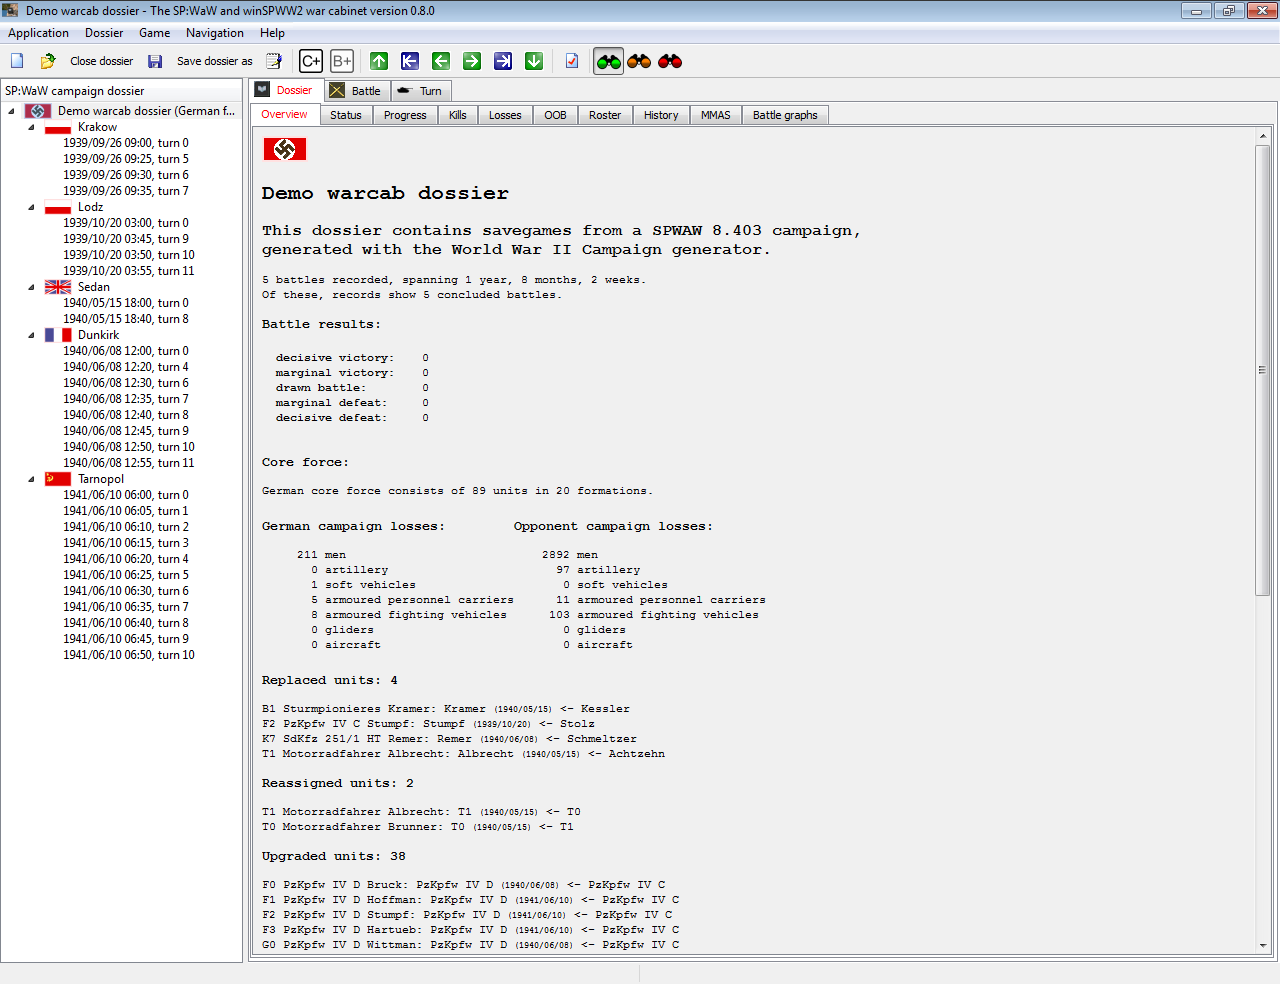 Demo warcab dossier - The SP:WaW and winSPWW2 war cabinet version 0.8.0
Application Dossier Game Navigation Help
Close dossier Save dossier as C+ B+
SP:WaW campaign dossier
Demo warcab dossier (German f...
Krakow
1939/09/26 09:00, turn 0
1939/09/26 09:25, turn 5
1939/09/26 09:30, turn 6
1939/09/26 09:35, turn 7
Lodz
1939/10/20 03:00, turn 0
1939/10/20 03:45, turn 9
1939/10/20 03:50, turn 10
1939/10/20 03:55, turn 11
Sedan
1940/05/15 18:00, turn 0
1940/05/15 18:40, turn 8
Dunkirk
1940/06/08 12:00, turn 0
1940/06/08 12:20, turn 4
1940/06/08 12:30, turn 6
1940/06/08 12:35, turn 7
1940/06/08 12:40, turn 8
1940/06/08 12:45, turn 9
1940/06/08 12:50, turn 10
1940/06/08 12:55, turn 11
Tarnopol
1941/06/10 06:00, turn 0
1941/06/10 06:05, turn 1
1941/06/10 06:10, turn 2
1941/06/10 06:15, turn 3
1941/06/10 06:20, turn 4
1941/06/10 06:25, turn 5
1941/06/10 06:30, turn 6
1941/06/10 06:35, turn 7
1941/06/10 06:40, turn 8
1941/06/10 06:45, turn 9
1941/06/10 06:50, turn 10
Dossier Battle Turn
Overview Status Progress Kills Losses OOB Roster History MMAS Battle graphs
Demo warcab dossier
This dossier contains savegames from a SPWAW 8.403 campaign,
generated with the World War II Campaign generator.
5 battles recorded, spanning 1 year, 8 months, 2 weeks.
Of these, records show 5 concluded battles.
Battle results:
decisive victory: 0
marginal victory: 0
drawn battle: 0
marginal defeat: 0
decisive defeat: 0
Core force:
German core force consists of 89 units in 20 formations.
German campaign losses: Opponent campaign losses:
211 men 2892 men
0 artillery 97 artillery
1 soft vehicles 0 soft vehicles
5 armoured personnel carriers 11 armoured personnel carriers
8 armoured fighting vehicles 103 armoured fighting vehicles
0 gliders 0 gliders
0 aircraft 0 aircraft
Replaced units: 4
B1 Sturmpionieres Kramer: Kramer (1940/05/15) <- Kessler
F2 PzKpfw IV C Stumpf: Stumpf (1939/10/20) <- Stolz
K7 SdKfz 251/1 HT Remer: Remer (1940/06/08) <- Schmeltzer
T1 Motorradfahrer Albrecht: Albrecht (1940/05/15) <- Achtzehn
Reassigned units: 2
T1 Motorradfahrer Albrecht: T1 (1940/05/15) <- T0
T0 Motorradfahrer Brunner: T0 (1940/05/15) <- T1
Upgraded units: 38
F0 PzKpfw IV D Bruck: PzKpfw IV D (1940/06/08) <- PzKpfw IV C
F1 PzKpfw IV D Hoffman: PzKpfw IV D (1941/06/10) <- PzKpfw IV C
F2 PzKpfw IV D Stumpf: PzKpfw IV D (1941/06/10) <- PzKpfw IV C
F3 PzKpfw IV D Hartueb: PzKpfw IV D (1941/06/10) <- PzKpfw IV C
G0 PzKpfw IV D Wittman: PzKpfw IV D (1940/06/08) <- PzKpfw IV C